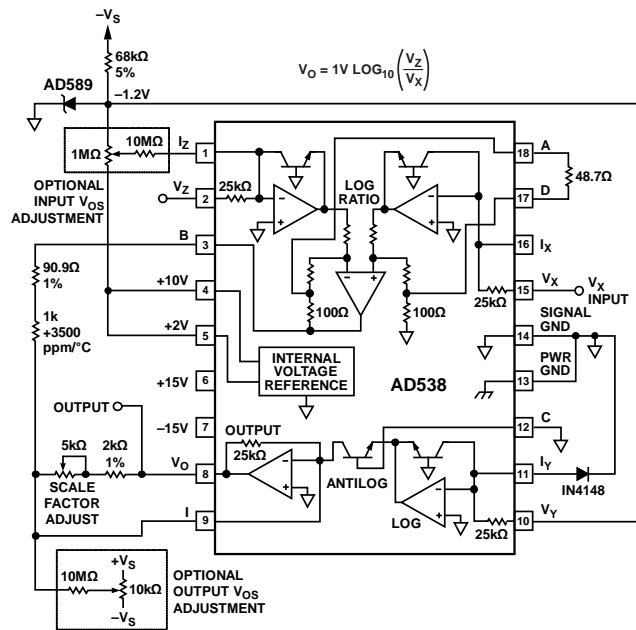 –VS
68kΩ
5%
AD589
–1.2V
VO = 1V LOG10 (VZ/VX)
1MΩ
10MΩ
OPTIONAL
INPUT VOS
ADJUSTMENT
IZ
1
VZ
2
25kΩ
B
3
90.9Ω
1%
1k
+3500
ppm/°C
+10V
4
+2V
5
+15V
6
–15V
7
OUTPUT
VO
8
I
9
5kΩ
2kΩ
1%
SCALE
FACTOR
ADJUST
10MΩ
+VS
10kΩ
–VS
OPTIONAL
OUTPUT VOS
ADJUSTMENT
LOG
RATIO
100Ω
100Ω
INTERNAL
VOLTAGE
REFERENCE
AD538
OUTPUT
25kΩ
ANTILOG
LOG
25kΩ
25kΩ
18
A
48.7Ω
17
D
16
IX
15
VX
VX
INPUT
SIGNAL
GND
14
PWR
GND
13
C
12
IY
11
IN4148
VY
10